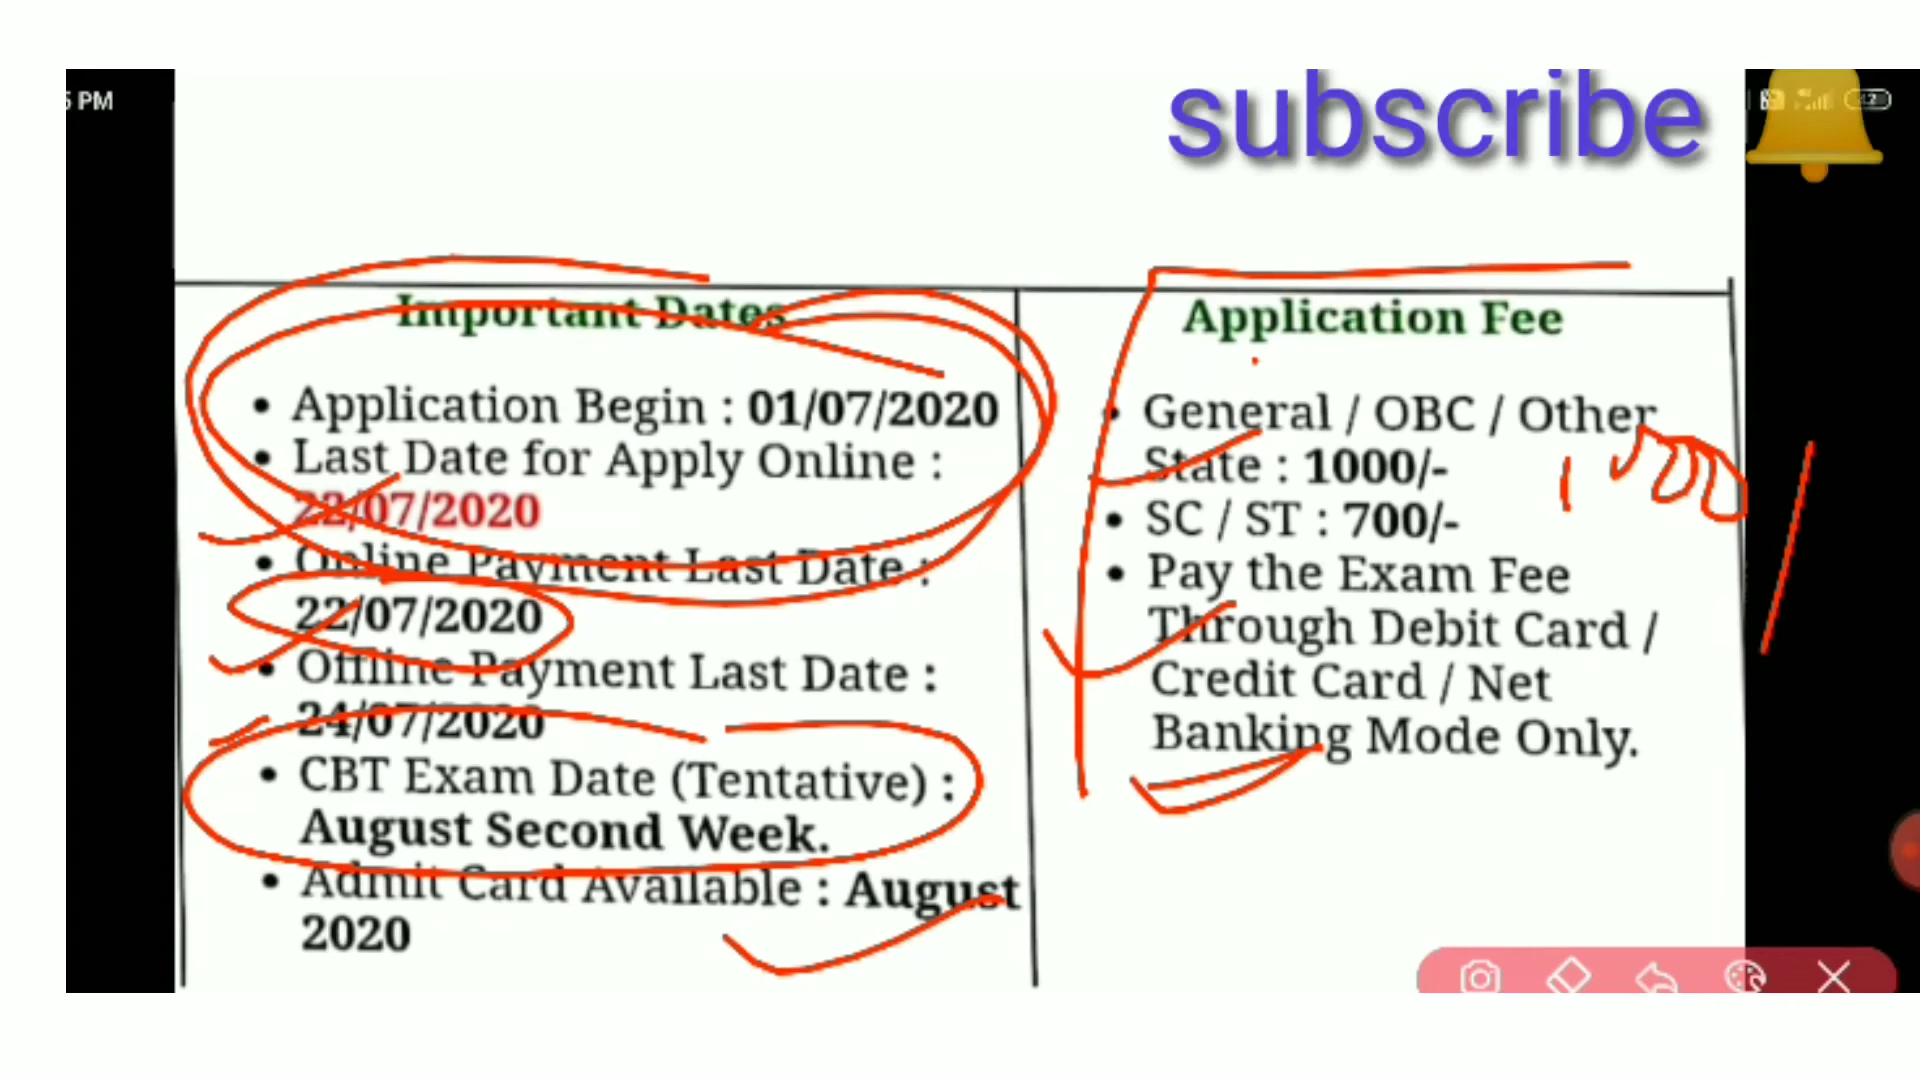 5 PM
subscribe
Important Dates
Application Begin : 01/07/2020
Last Date for Apply Online :
22/07/2020
Online Payment Last Date :
22/07/2020
Offline Payment Last Date :
24/07/2020
CBT Exam Date (Tentative) :
August Second Week.
Admit Card Available : August
2020
Application Fee
General / OBC / Other
State : 1000/-
SC / ST : 700/-
Pay the Exam Fee
Through Debit Card /
Credit Card / Net
Banking Mode Only.